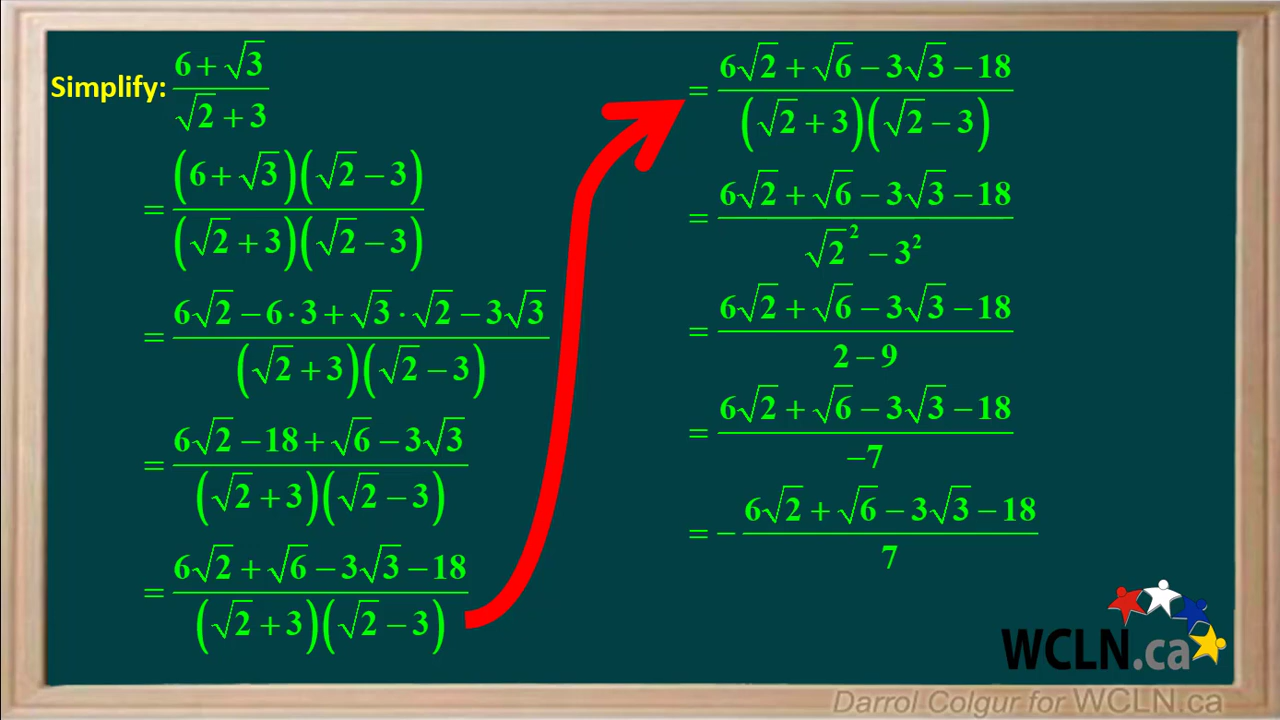 Simplify: (6 + √3)/(√2 + 3)
= ((6 + √3)(√2 − 3))/((√2 + 3)(√2 − 3))
= (6√2 − 6·3 + √3·√2 − 3√3)/((√2 + 3)(√2 − 3))
= (6√2 − 18 + √6 − 3√3)/((√2 + 3)(√2 − 3))
= (6√2 + √6 − 3√3 − 18)/((√2 + 3)(√2 − 3))
= (6√2 + √6 − 3√3 − 18)/((√2 + 3)(√2 − 3))
= (6√2 + √6 − 3√3 − 18)/(√2² − 3²)
= (6√2 + √6 − 3√3 − 18)/(2 − 9)
= (6√2 + √6 − 3√3 − 18)/(−7)
= −(6√2 + √6 − 3√3 − 18)/7
WCLN.ca
Darrol Colgur for WCLN.ca